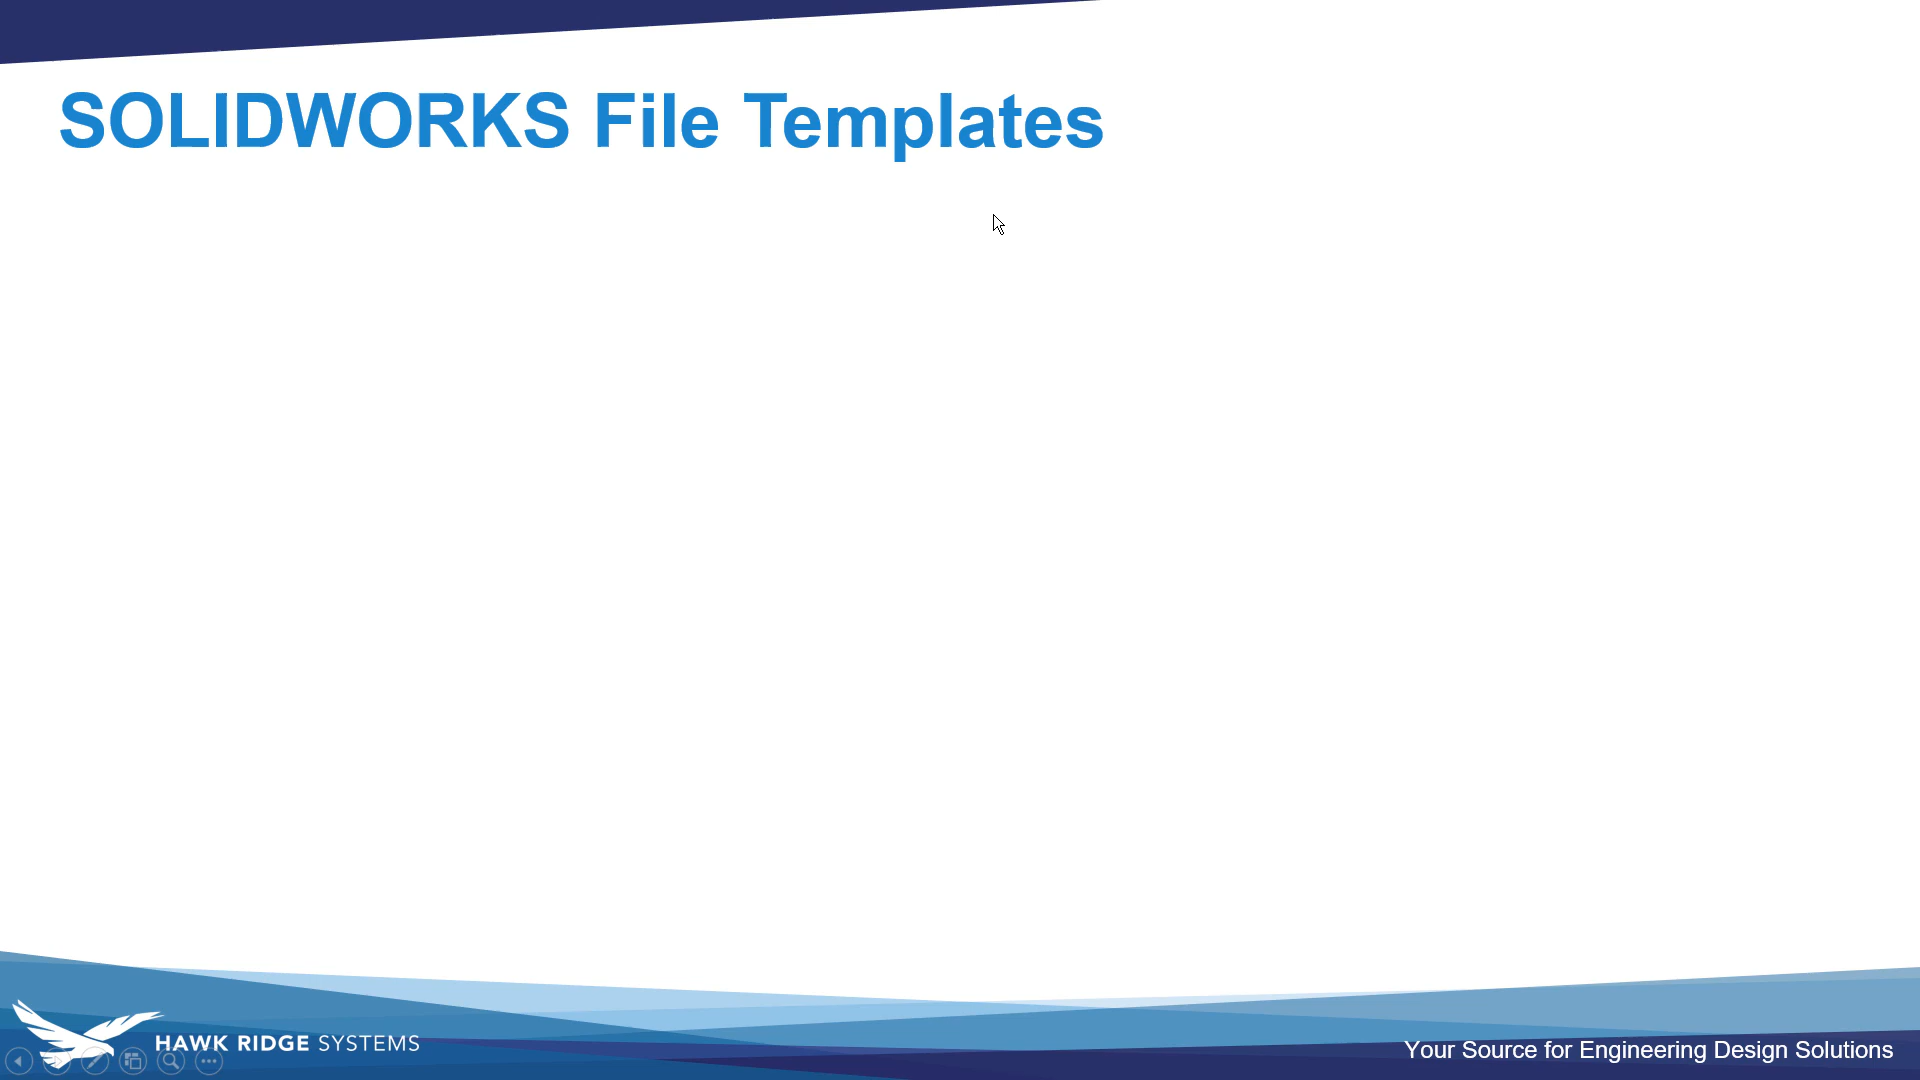 SOLIDWORKS File Templates
HAWK RIDGE SYSTEMS
Your Source for Engineering Design Solutions